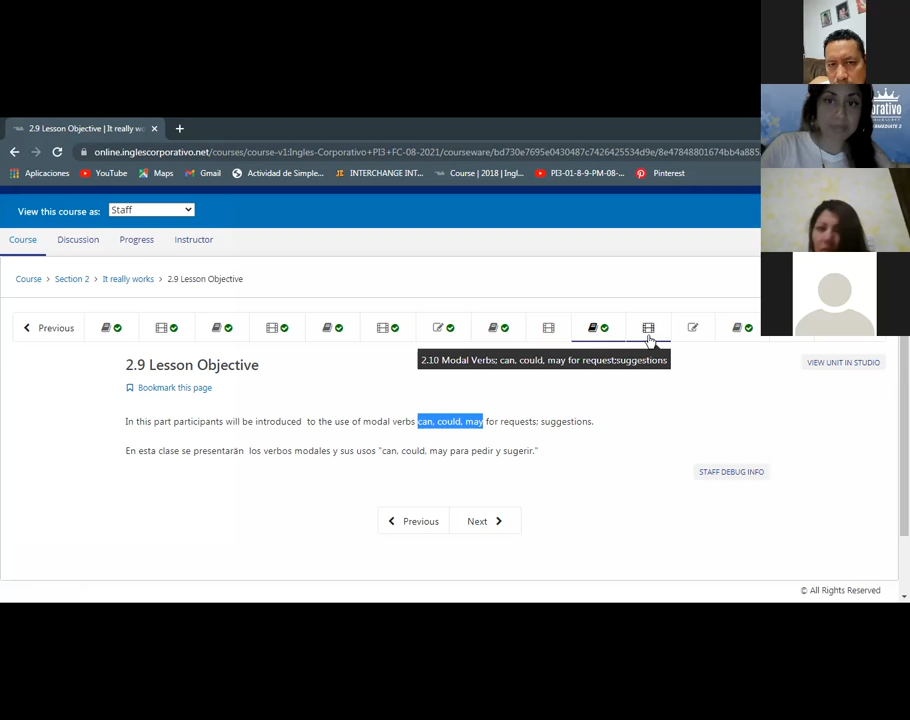 2.9 Lesson Objective | It really wo
online.inglescorporativo.net/courses/course-v1:Ingles-Corporativo+PI3+FC-08-2021/courseware/bd730e7695e0430487c7426425534d9e/8e47848801674bb4a885
Aplicaciones YouTube Maps Gmail Actividad de Simple... INTERCHANGE INT... Course | 2018 | Ingl... PI3-01-8-9-PM-08-... Pinterest
View this course as: Staff
Course Discussion Progress Instructor
Course > Section 2 > It really works > 2.9 Lesson Objective
Previous
2.10 Modal Verbs; can, could, may for request;suggestions
2.9 Lesson Objective
VIEW UNIT IN STUDIO
Bookmark this page
In this part participants will be introduced to the use of modal verbs can, could, may for requests; suggestions.
En esta clase se presentarán los verbos modales y sus usos "can, could, may para pedir y sugerir."
STAFF DEBUG INFO
Previous Next
© All Rights Reserved
orativo
MEDIATE 2